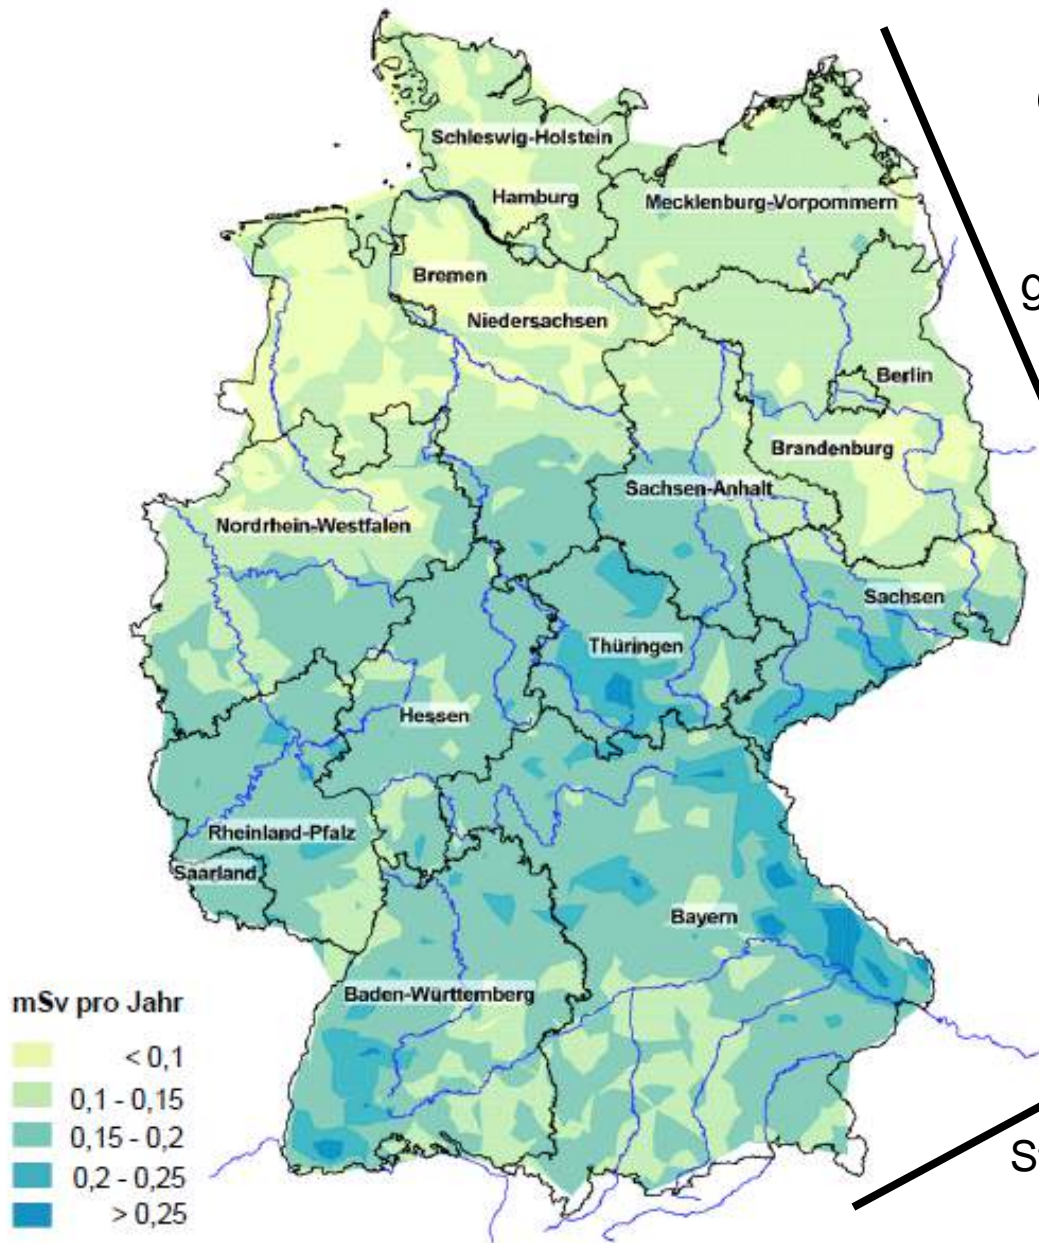 Schleswig-Holstein
Hamburg
Mecklenburg-Vorpommern
Bremen
Niedersachsen
Berlin
Brandenburg
Sachsen-Anhalt
Nordrhein-Westfalen
Sachsen
Thüringen
Hessen
Rheinland-Pfalz
Saarland
Bayern
Baden-Württemberg
mSv pro Jahr
< 0,1
0,1 - 0,15
0,15 - 0,2
0,2 - 0,25
> 0,25